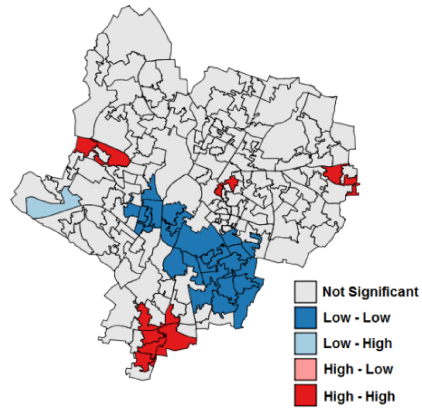 Not Significant
Low - Low
Low - High
High - Low
High - High